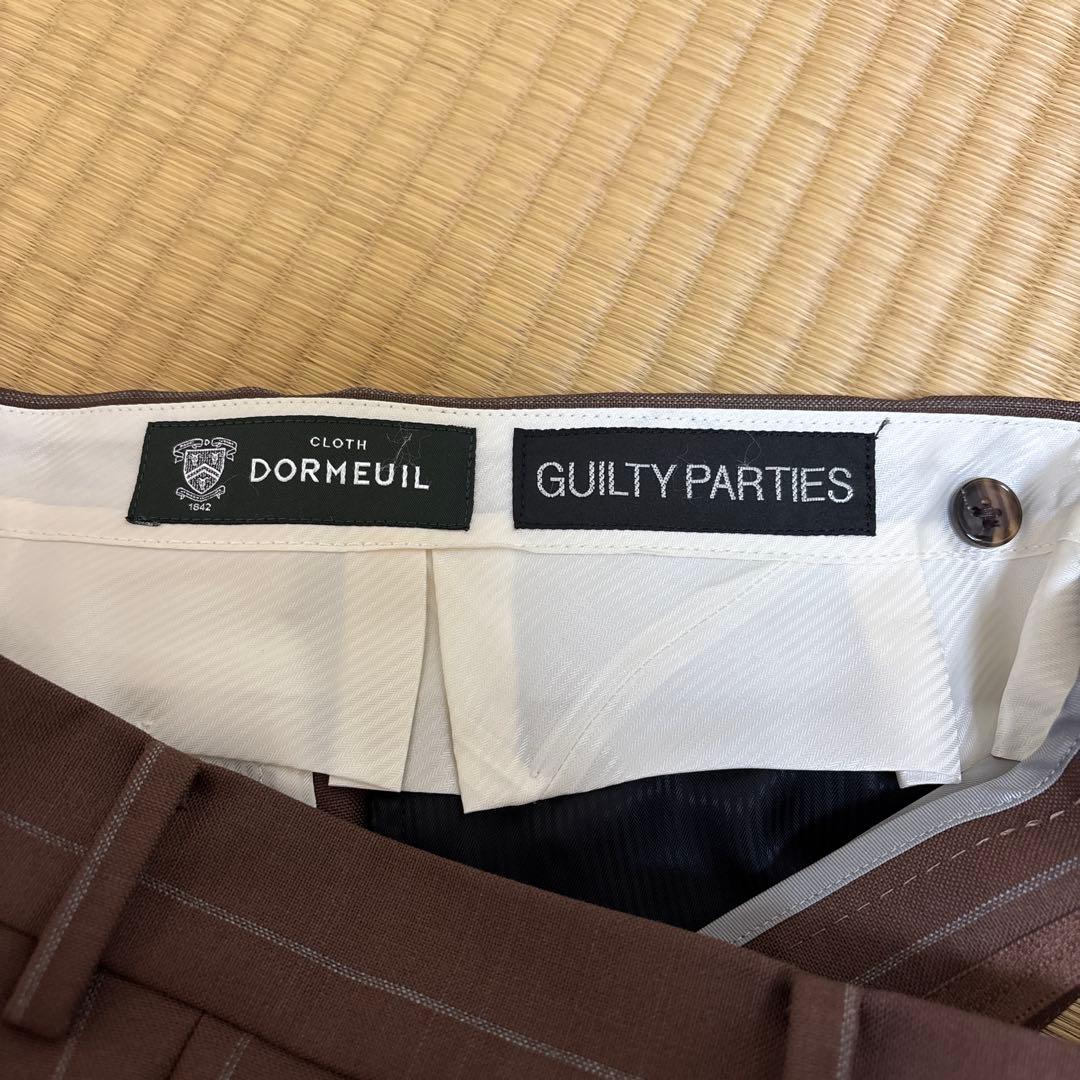 CLOTH
DORMEUIL
1842
GUILTY PARTIES